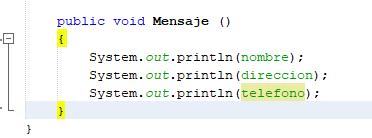 public void Mensaje ()
{
System.out.println(nombre);
System.out.println(direccion);
System.out.println(telefono);
}
}